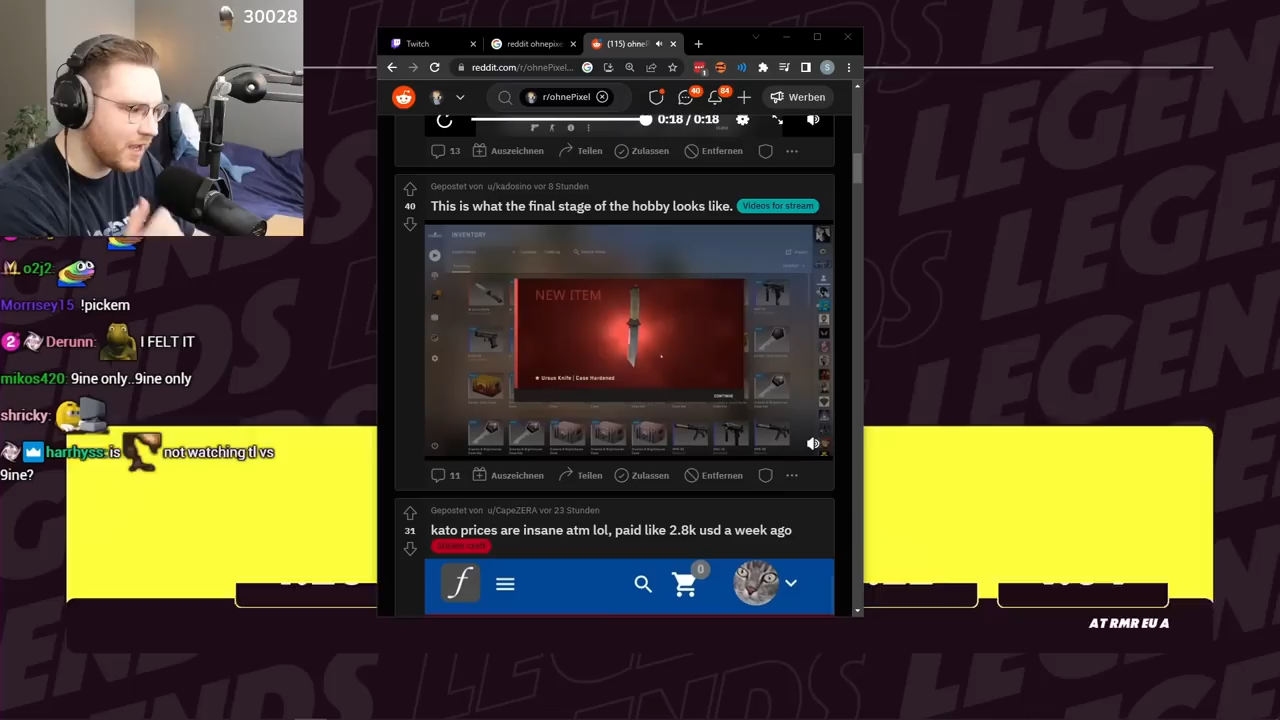 30028
Twitch
reddit ohnepixe
(115) ohne
reddit.com/r/ohnePixel...
r/ohnePixel
40
84
Werben
0:18 / 0:18
13 Auszeichnen Teilen Zulassen Entfernen
Gepostet von u/kadosino vor 8 Stunden
40
This is what the final stage of the hobby looks like. Videos for stream
INVENTORY
NEW ITEM
★ Ursus Knife | Case Hardened
CONTINUE
11 Auszeichnen Teilen Zulassen Entfernen
Gepostet von u/CapeZERA vor 23 Stunden
31
kato prices are insane atm lol, paid like 2.8k usd a week ago
f
0
o2j2:
Morrisey15 !pickem
2 Derunn: I FELT IT
mikos420: 9ine only..9ine only
shricky:
harrhyss: is not watching tl vs
9ine?
AT RMR EU A
LEGENDS